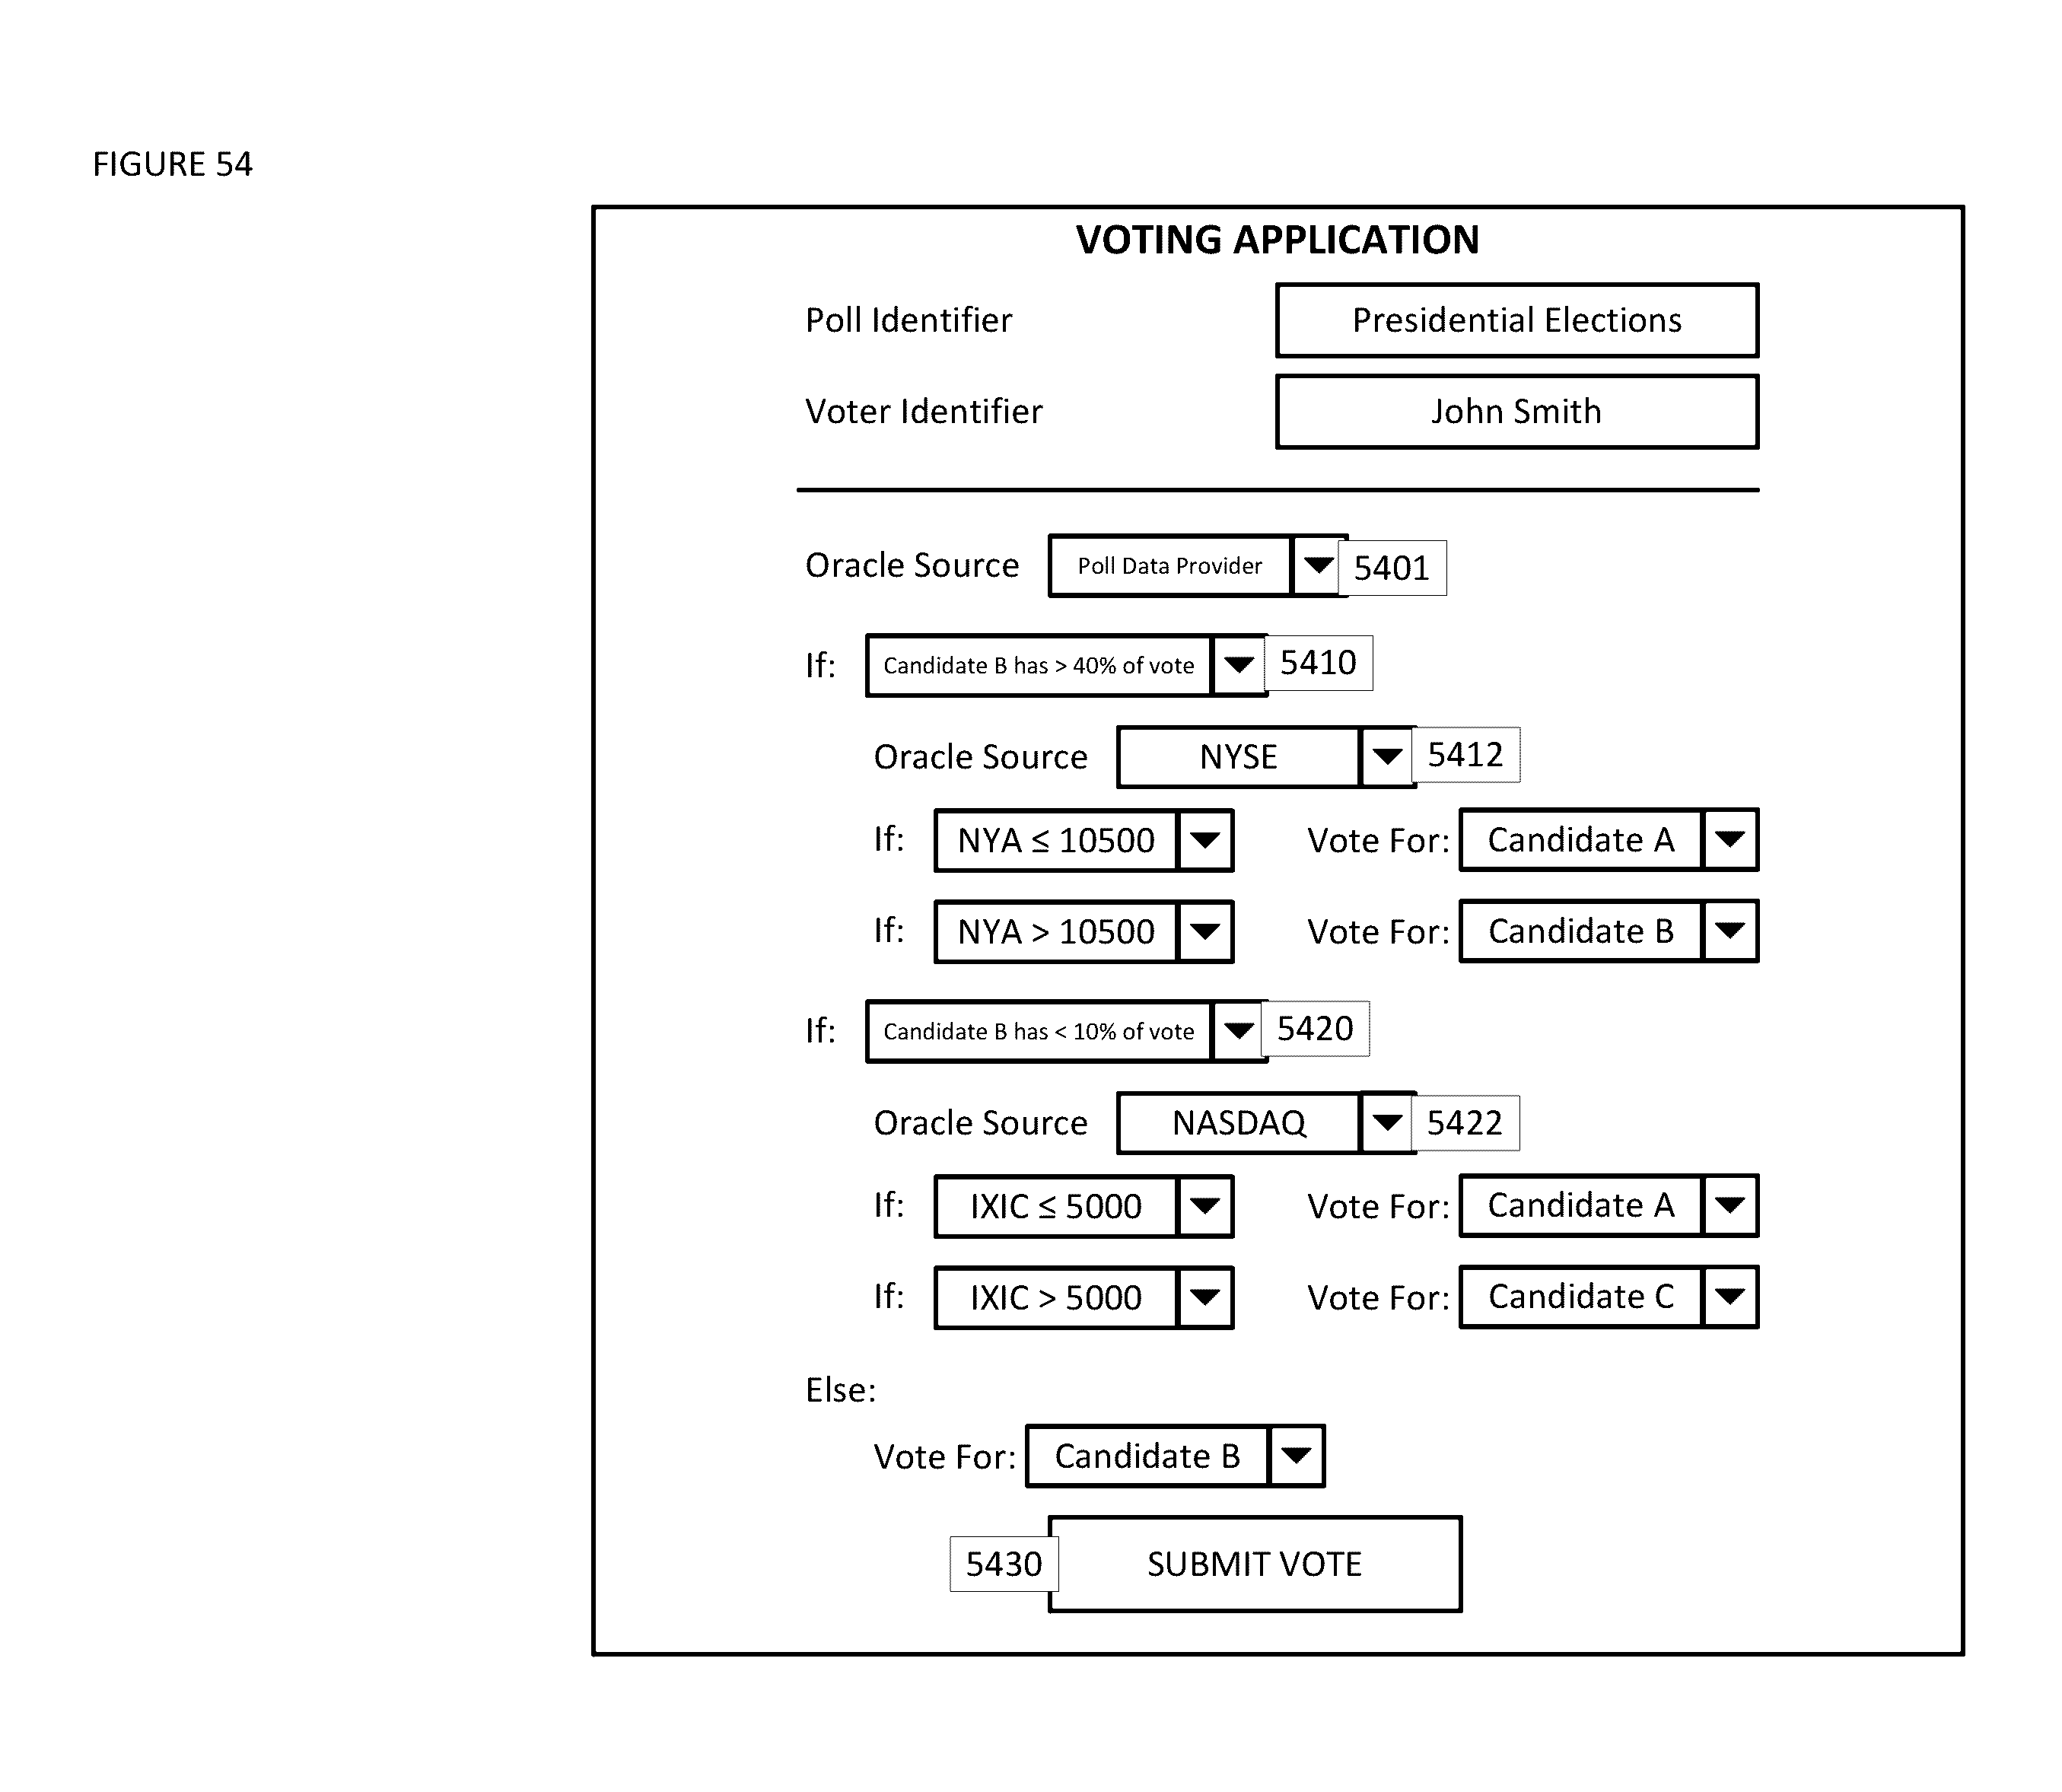 FIGURE 54
VOTING APPLICATION
Poll Identifier Presidential Elections
Voter Identifier John Smith
Oracle Source Poll Data Provider 5401
If: Candidate B has > 40% of vote 5410
Oracle Source NYSE 5412
If: NYA ≤ 10500 Vote For: Candidate A
If: NYA > 10500 Vote For: Candidate B
If: Candidate B has < 10% of vote 5420
Oracle Source NASDAQ 5422
If: IXIC ≤ 5000 Vote For: Candidate A
If: IXIC > 5000 Vote For: Candidate C
Else:
Vote For: Candidate B
5430 SUBMIT VOTE